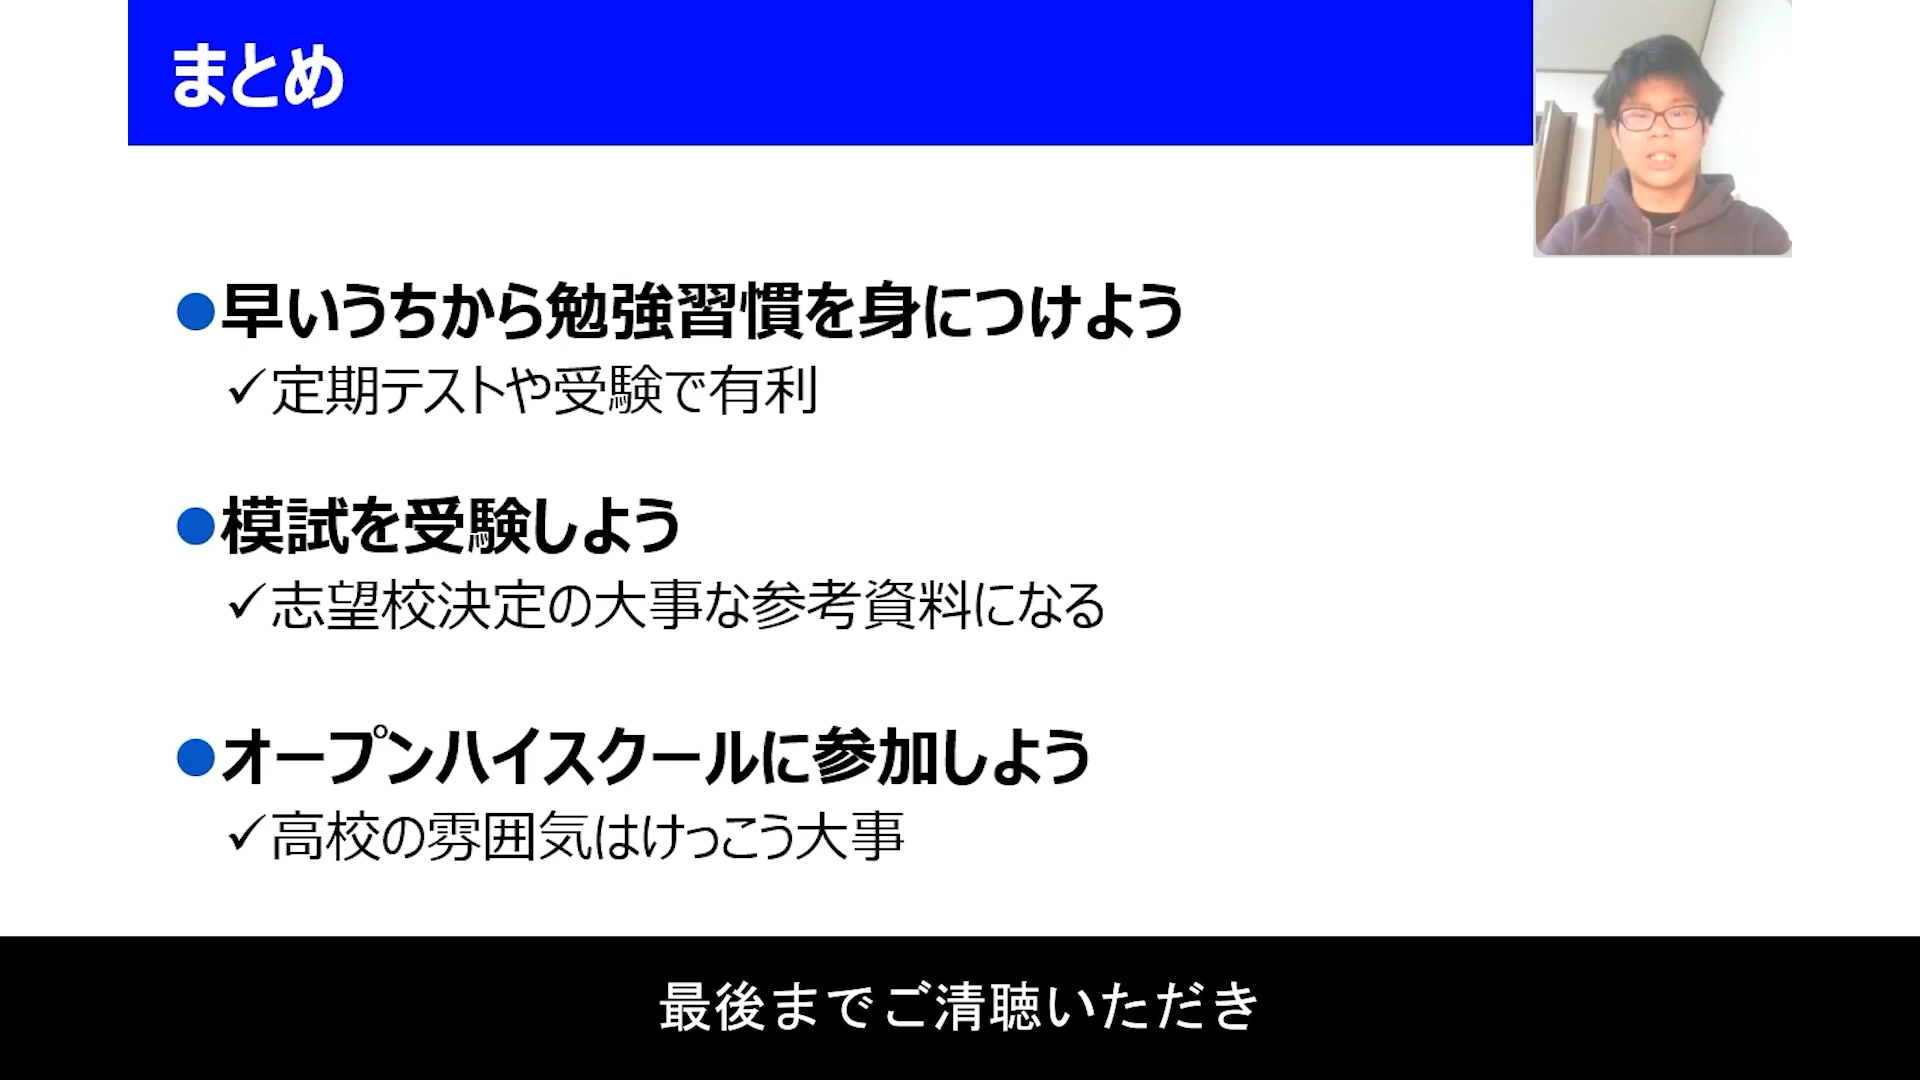 まとめ
●早いうちから勉強習慣を身につけよう
✓定期テストや受験で有利
●模試を受験しよう
✓志望校決定の大事な参考資料になる
●オープンハイスクールに参加しよう
✓高校の雰囲気はけっこう大事
最後までご清聴いただき